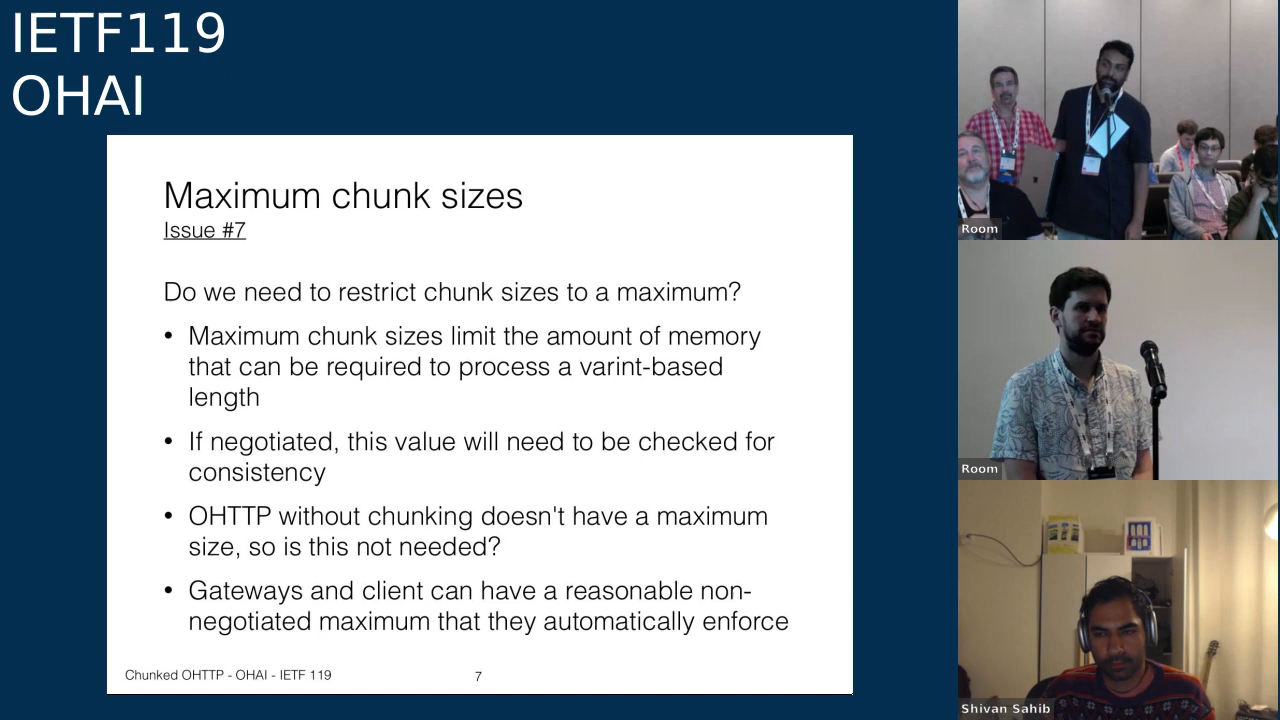 IETF119
OHAI
Maximum chunk sizes
Issue #7
Do we need to restrict chunk sizes to a maximum?
• Maximum chunk sizes limit the amount of memory
that can be required to process a varint-based
length
• If negotiated, this value will need to be checked for
consistency
• OHTTP without chunking doesn't have a maximum
size, so is this not needed?
• Gateways and client can have a reasonable non-
negotiated maximum that they automatically enforce
Chunked OHTTP - OHAI - IETF 119
7
Room
Room
Shivan Sahib